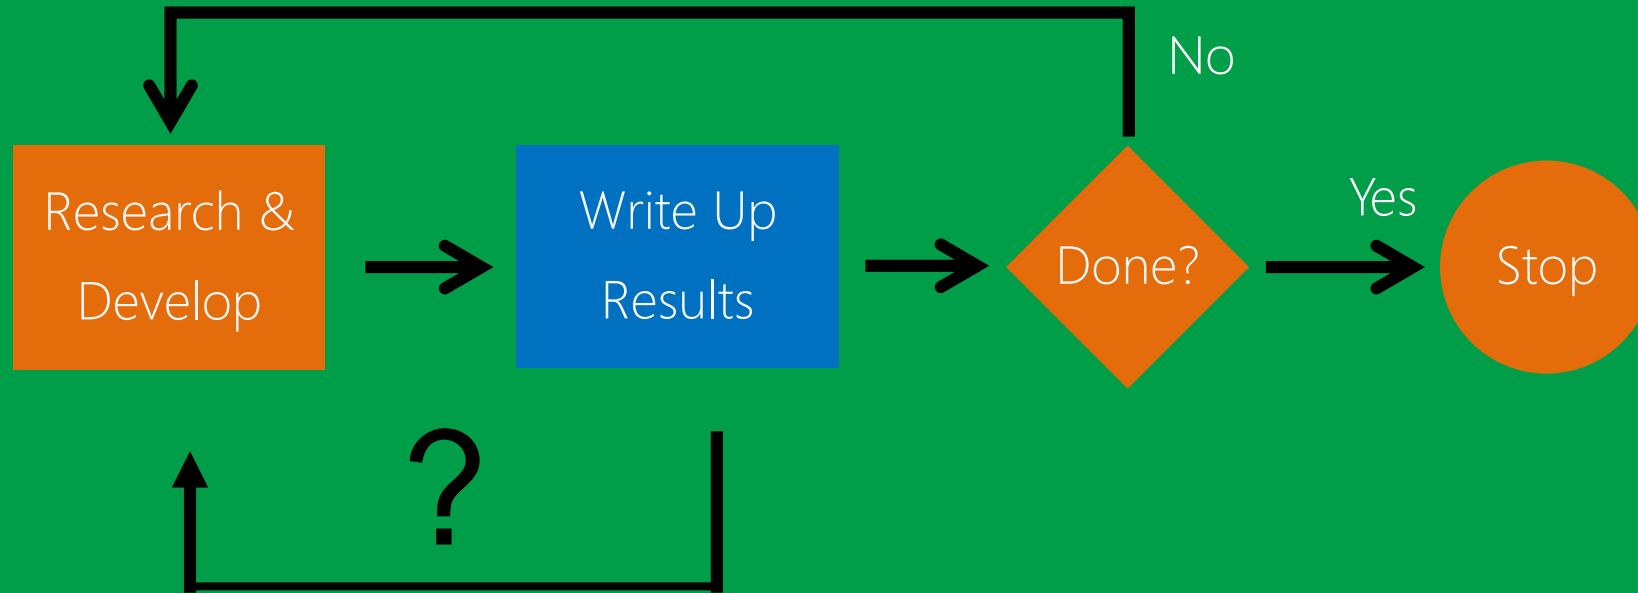 No
Research &
Develop
Write Up
Results
Done?
Yes
Stop
?